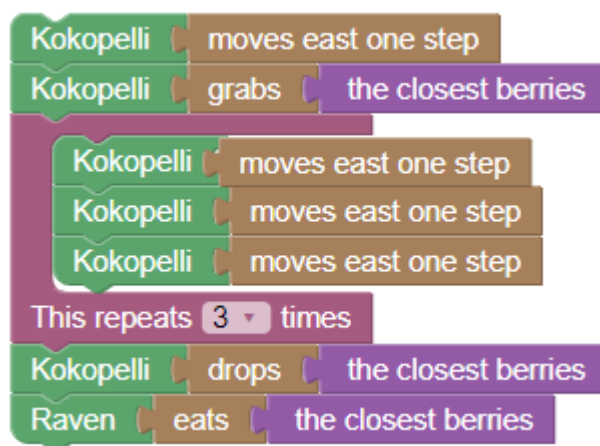 Kokopelli moves east one step
Kokopelli grabs the closest berries
Kokopelli moves east one step
Kokopelli moves east one step
Kokopelli moves east one step
This repeats 3 times
Kokopelli drops the closest berries
Raven eats the closest berries